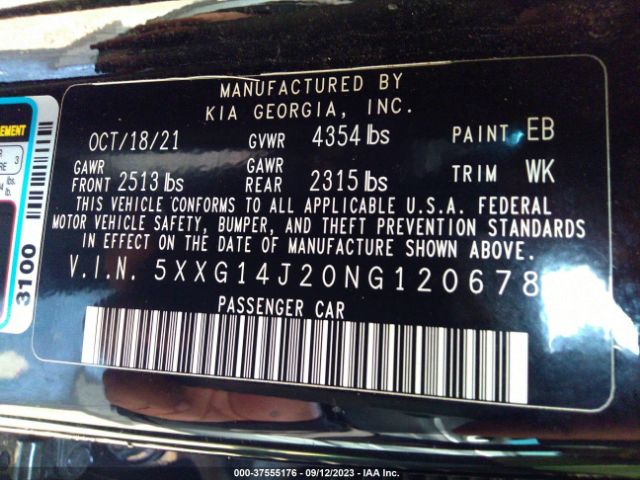 MANUFACTURED BY
KIA GEORGIA, INC.
OCT/18/21 GVWR 4354 lbs PAINT EB
GAWR FRONT 2513 lbs GAWR REAR 2315 lbs TRIM WK
THIS VEHICLE CONFORMS TO ALL APPLICABLE U.S.A. FEDERAL
MOTOR VEHICLE SAFETY, BUMPER, AND THEFT PREVENTION STANDARDS
IN EFFECT ON THE DATE OF MANUFACTURE SHOWN ABOVE.
V.I.N. 5XXG14J20NG120678
PASSENGER CAR
3
lbs.
lb.
3100
000-37555176 - 09/12/2023 - IAA Inc.